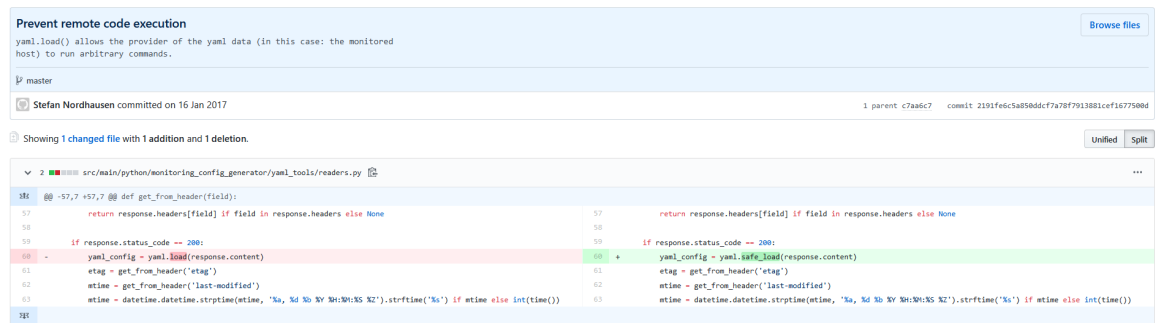 Prevent remote code execution
Browse files
yaml.load() allows the provider of the yaml data (in this case: the monitored
host) to run arbitrary commands.
master
Stefan Nordhausen committed on 16 Jan 2017
1 parent c7aa6c7 commit 2191fe6c5a850ddcf7a78f7913881cef1677500d
Showing 1 changed file with 1 addition and 1 deletion.
Unified Split
2 src/main/python/monitoring_config_generator/yaml_tools/readers.py
@@ -57,7 +57,7 @@ def get_from_header(field):
57 return response.headers[field] if field in response.headers else None
58
59 if response.status_code == 200:
60 - yaml_config = yaml.load(response.content)
61 etag = get_from_header('etag')
62 mtime = get_from_header('last-modified')
63 mtime = datetime.datetime.strptime(mtime, '%a, %d %b %Y %H:%M:%S %Z').strftime('%s') if mtime else int(time())
57 return response.headers[field] if field in response.headers else None
58
59 if response.status_code == 200:
60 + yaml_config = yaml.safe_load(response.content)
61 etag = get_from_header('etag')
62 mtime = get_from_header('last-modified')
63 mtime = datetime.datetime.strptime(mtime, '%a, %d %b %Y %H:%M:%S %Z').strftime('%s') if mtime else int(time())